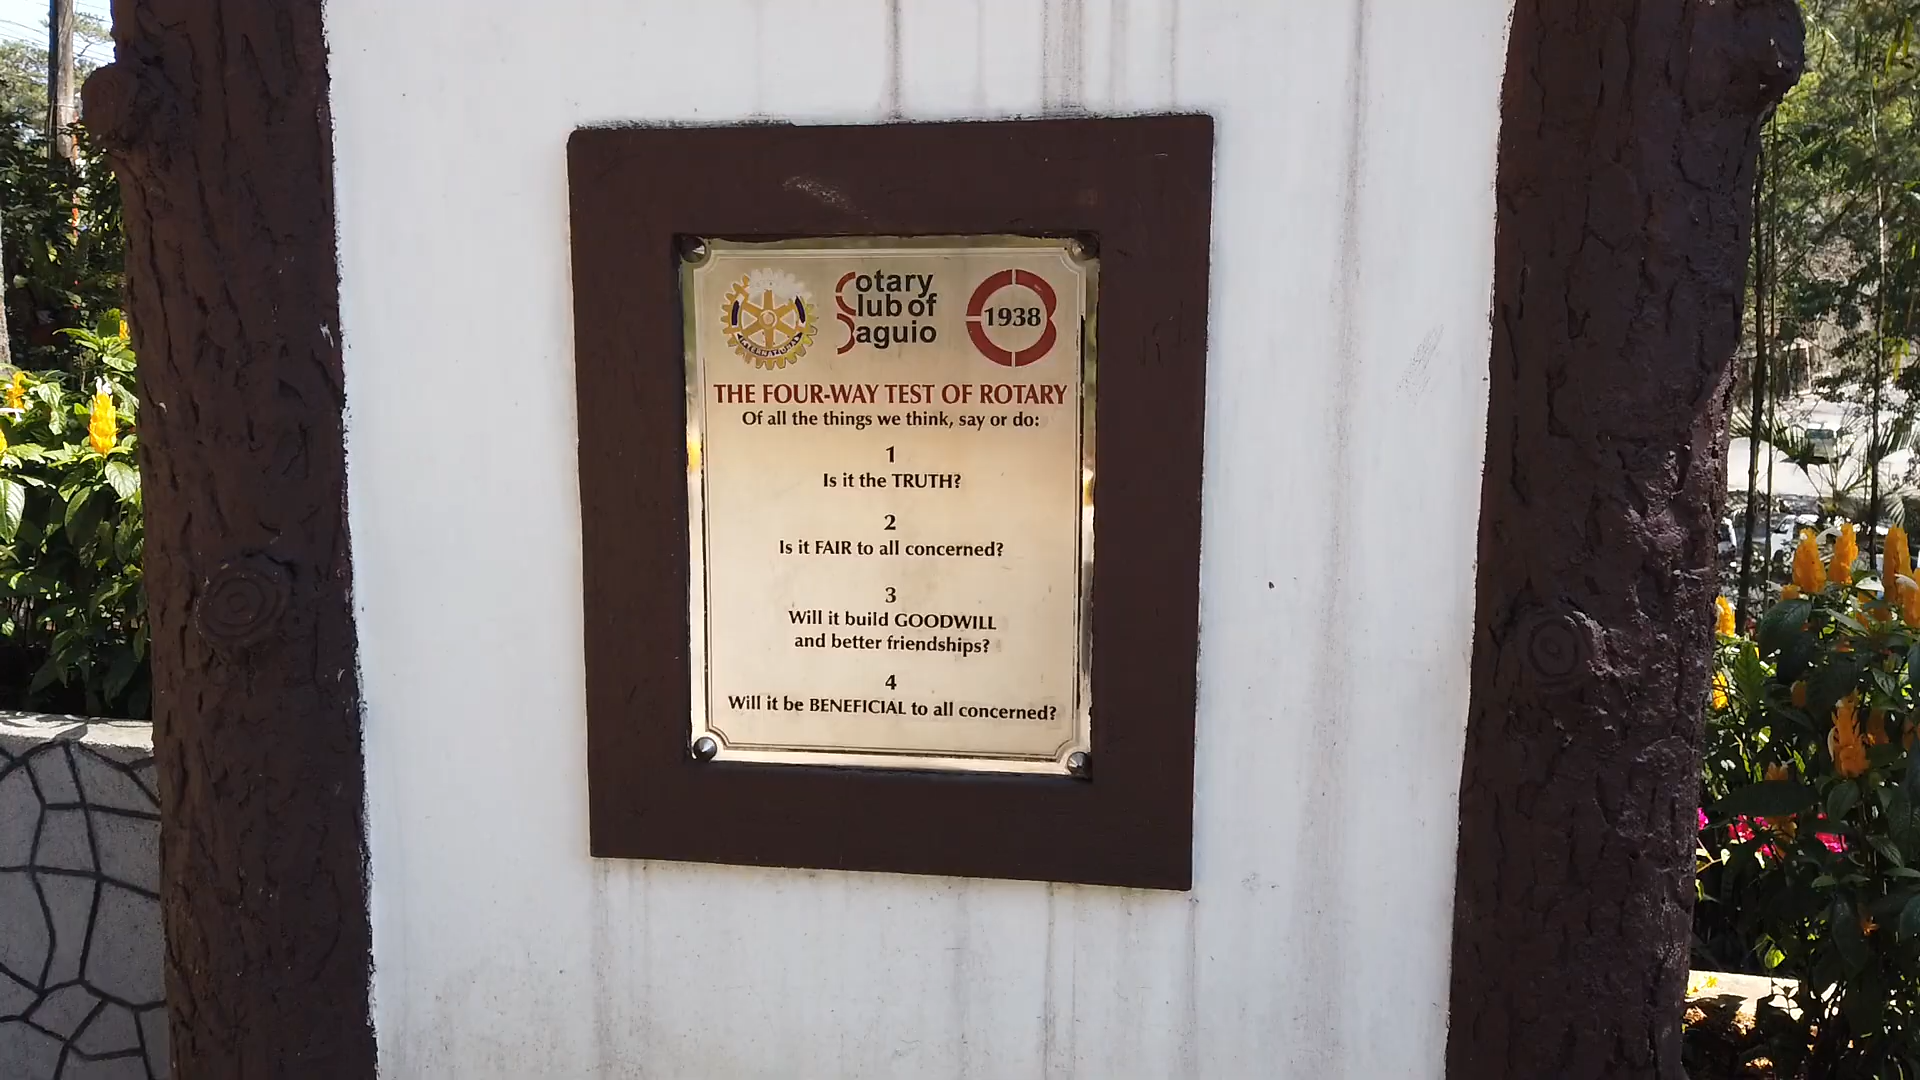 INTERNATIONAL
Rotary
Club of
Baguio
1938
THE FOUR-WAY TEST OF ROTARY
Of all the things we think, say or do:
1
Is it the TRUTH?
2
Is it FAIR to all concerned?
3
Will it build GOODWILL
and better friendships?
4
Will it be BENEFICIAL to all concerned?